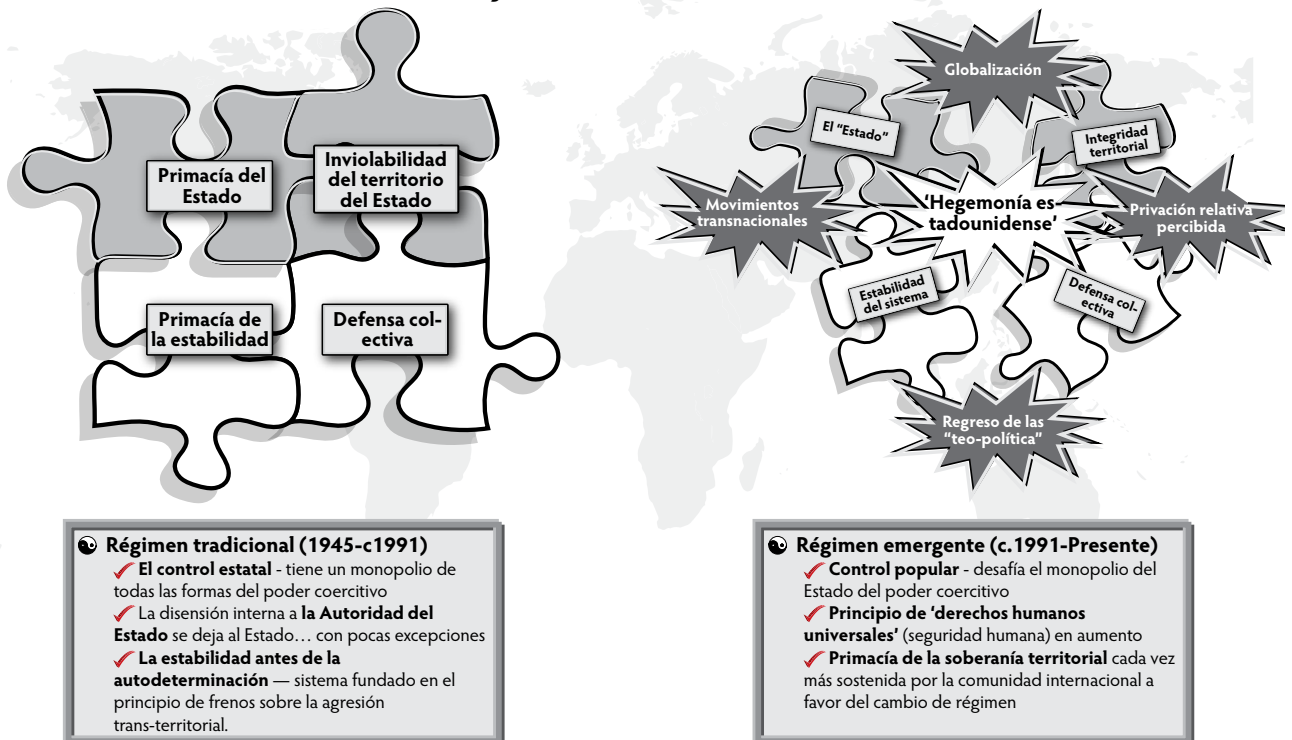 Primacía del
Estado
Inviolabilidad
del territorio
del Estado
Primacía de
la estabilidad
Defensa col-
ectiva
Globalización
El "Estado"
Integridad
territorial
Movimientos
transnacionales
'Hegemonía es-
tadounidense'
Privación relativa
percibida
Estabilidad
del sistema
Defensa col-
ectiva
Regreso de las
"teo-política"
Régimen tradicional (1945-c1991)
El control estatal - tiene un monopolio de
todas las formas del poder coercitivo
La disensión interna a la Autoridad del
Estado se deja al Estado… con pocas excepciones
La estabilidad antes de la
autodeterminación — sistema fundado en el
principio de frenos sobre la agresión
trans-territorial.
Régimen emergente (c.1991-Presente)
Control popular - desafía el monopolio del
Estado del poder coercitivo
Principio de 'derechos humanos
universales' (seguridad humana) en aumento
Primacía de la soberanía territorial cada vez
más sostenida por la comunidad internacional a
favor del cambio de régimen